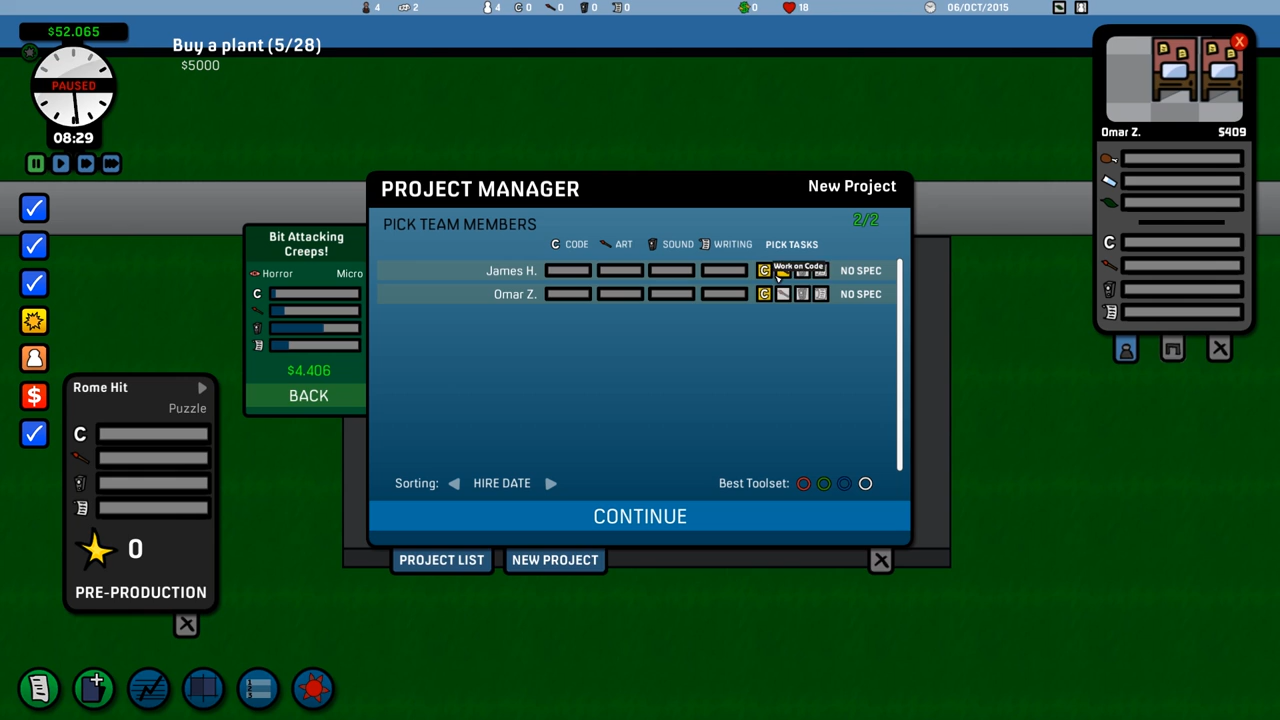 4 2 4 C 0 0 0 0 0 18 06/OCT/2015
$52.065
Buy a plant (5/28)
$5000
PAUSED
08:29
Omar Z. $409
C
PROJECT MANAGER New Project
PICK TEAM MEMBERS 2/2
C CODE ART SOUND WRITING PICK TASKS
James H. C NO SPEC
Work on Code
Omar Z. C NO SPEC
Sorting: HIRE DATE Best Toolset:
CONTINUE
PROJECT LIST NEW PROJECT X
Bit Attacking
Creeps!
Horror Micro
C
$4.406
BACK
$
Rome Hit
Puzzle
C
0
PRE-PRODUCTION
X